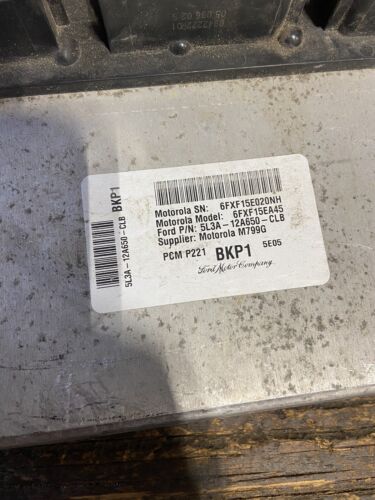 BKP1
5L3A-12A650-CLB
Motorola SN: 6FXF15E020NH
Motorola Model: 6FXF15EA45
Ford P/N: 5L3A-12A650-CLB
Supplier: Motorola M799G
PCM P221 BKP1 5E05
Ford Motor Company,